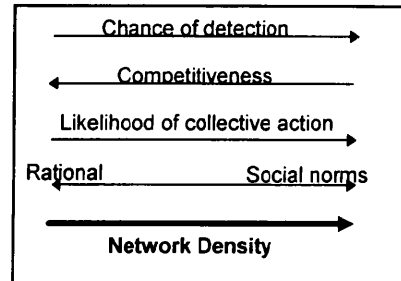 Chance of detection
Competitiveness
Likelihood of collective action
Rational Social norms
Network Density